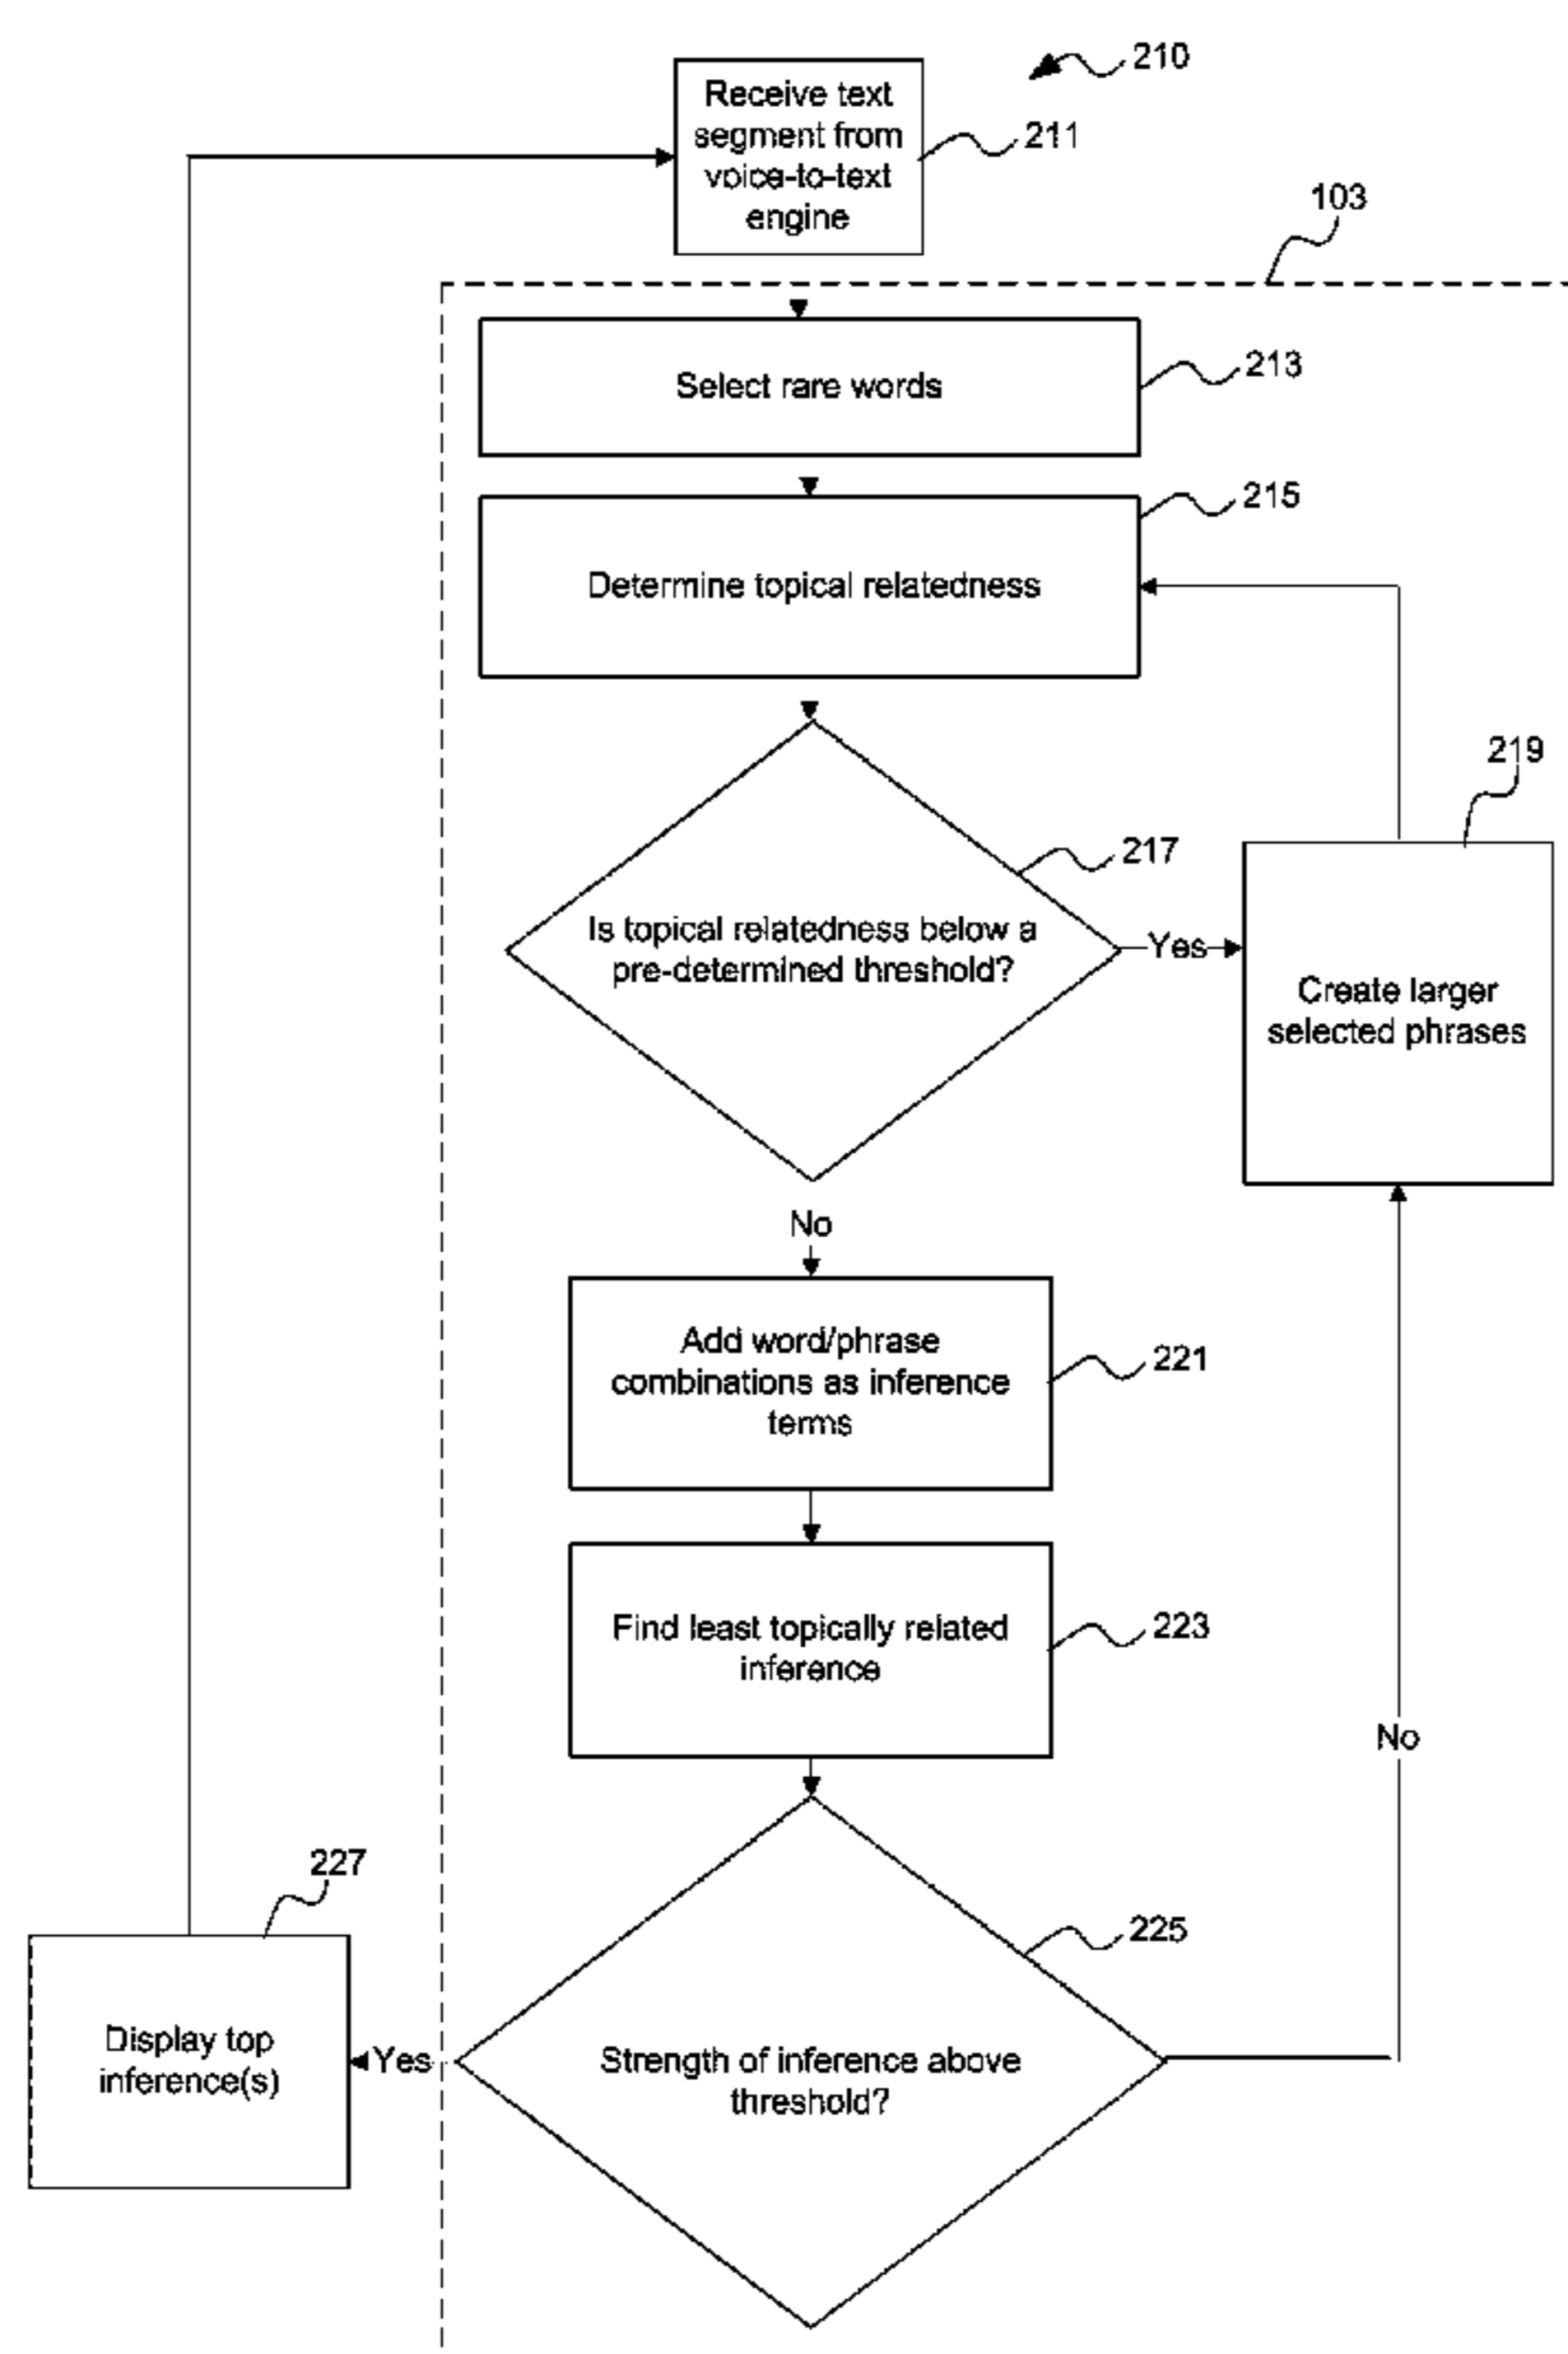 210
Receive text
segment from
voice-to-text
engine
211
103
Select rare words
213
215
Determine topical relatedness
219
217
Is topical relatedness below a
pre-determined threshold?
Yes
Create larger
selected phrases
No
Add word/phrase
combinations as inference
terms
221
Find least topically related
inference
223
No
227
225
Display top
inference(s)
Yes
Strength of inference above
threshold?